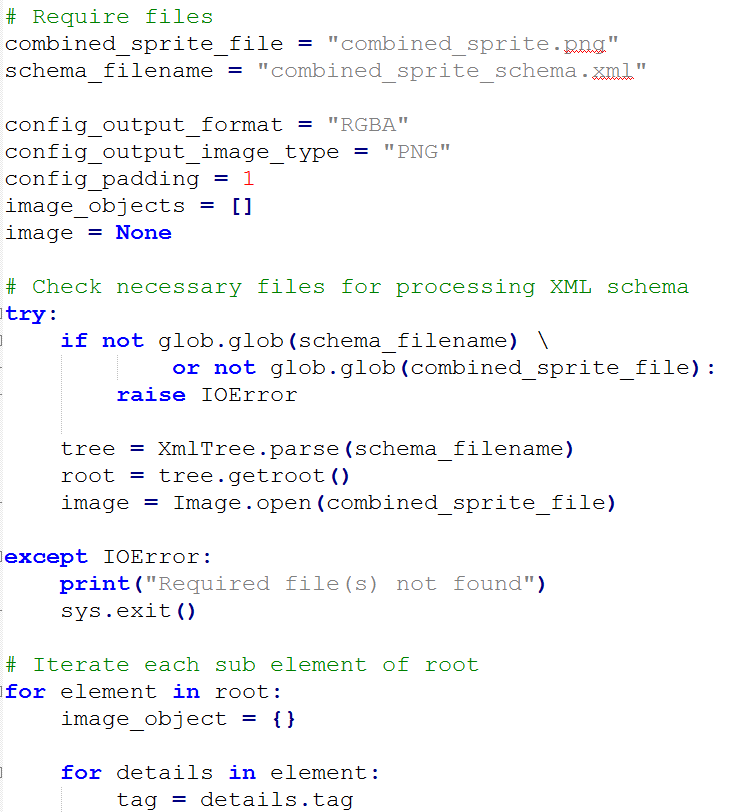 # Require files
combined_sprite_file = "combined_sprite.png"
schema_filename = "combined_sprite_schema.xml"

config_output_format = "RGBA"
config_output_image_type = "PNG"
config_padding = 1
image_objects = []
image = None

# Check necessary files for processing XML schema
try:
    if not glob.glob(schema_filename) \
            or not glob.glob(combined_sprite_file):
        raise IOError

    tree = XmlTree.parse(schema_filename)
    root = tree.getroot()
    image = Image.open(combined_sprite_file)

except IOError:
    print("Required file(s) not found")
    sys.exit()

# Iterate each sub element of root
for element in root:
    image_object = {}

    for details in element:
        tag = details.tag